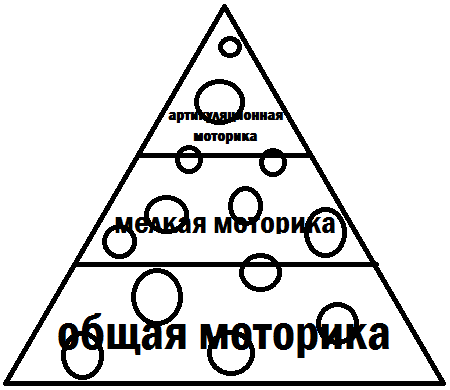 артикуляционная
моторика
мелкая моторика
общая моторика